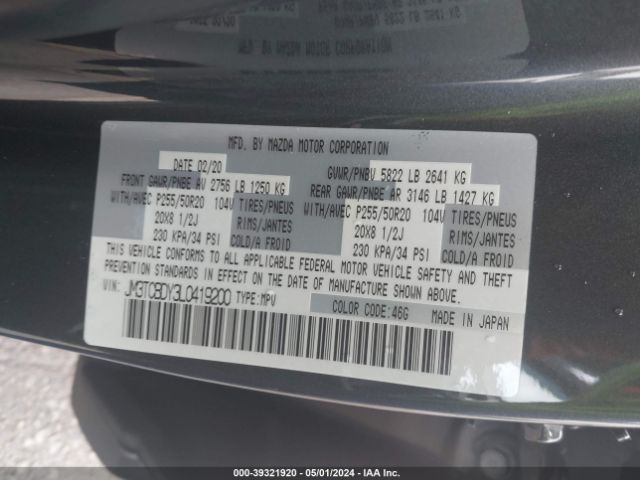 MFD. BY MAZDA MOTOR CORPORATION
DATE 02/20 GVWR/PNBV 5822 LB 2641 KG
FRONT GAWR/PNBE AV 2756 LB 1250 KG REAR GAWR/PNBE AR 3146 LB 1427 KG
WITH/AVEC P255/50R20 104V TIRES/PNEUS WITH/AVEC P255/50R20 104V TIRES/PNEUS
20X8 1/2J RIMS/JANTES 20X8 1/2J RIMS/JANTES
230 KPA/34 PSI COLD/A FROID 230 KPA/34 PSI COLD/A FROID
THIS VEHICLE CONFORMS TO ALL APPLICABLE FEDERAL MOTOR VEHICLE SAFETY AND THEFT
PREVENTION STANDARDS IN EFFECT ON THE DATE OF MANUFACTURE SHOWN ABOVE.
VIN: JM3TCBDY3L0419200 TYPE:MPV COLOR CODE:46G
MADE IN JAPAN
00-39321920 - 05/01/2024 - IAA Inc.